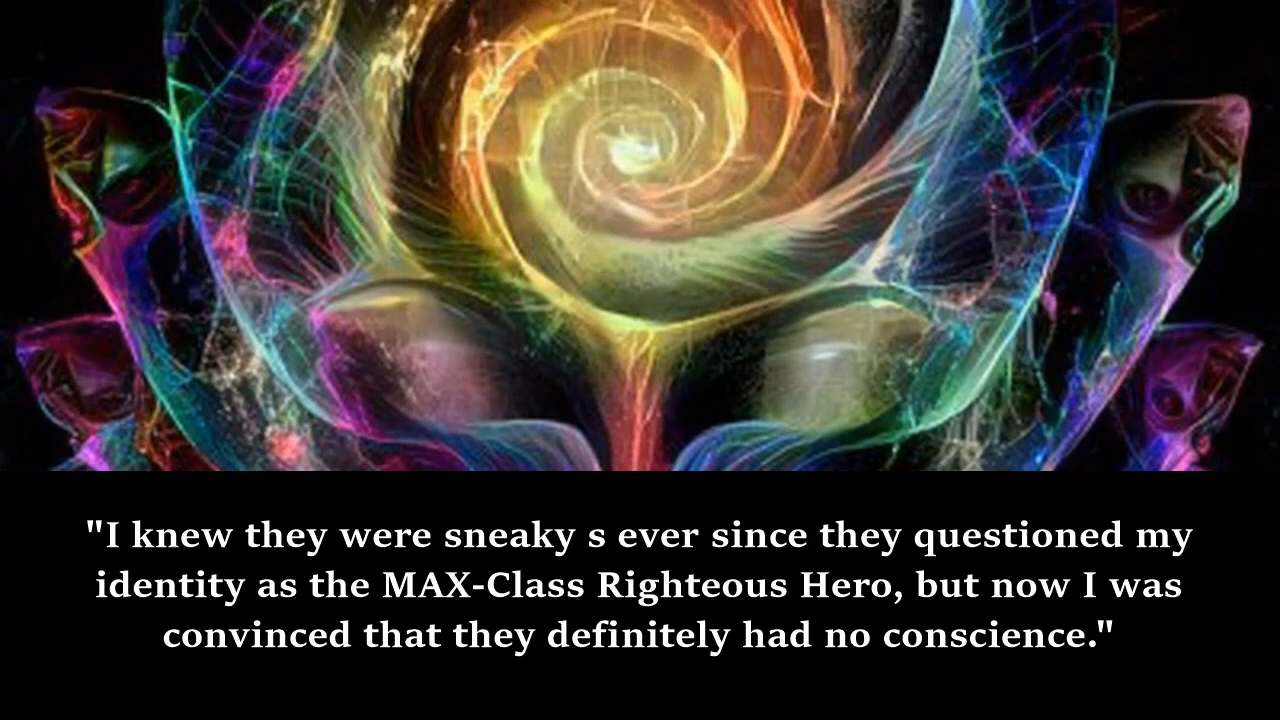 "I knew they were sneaky s ever since they questioned my
identity as the MAX-Class Righteous Hero, but now I was
convinced that they definitely had no conscience."